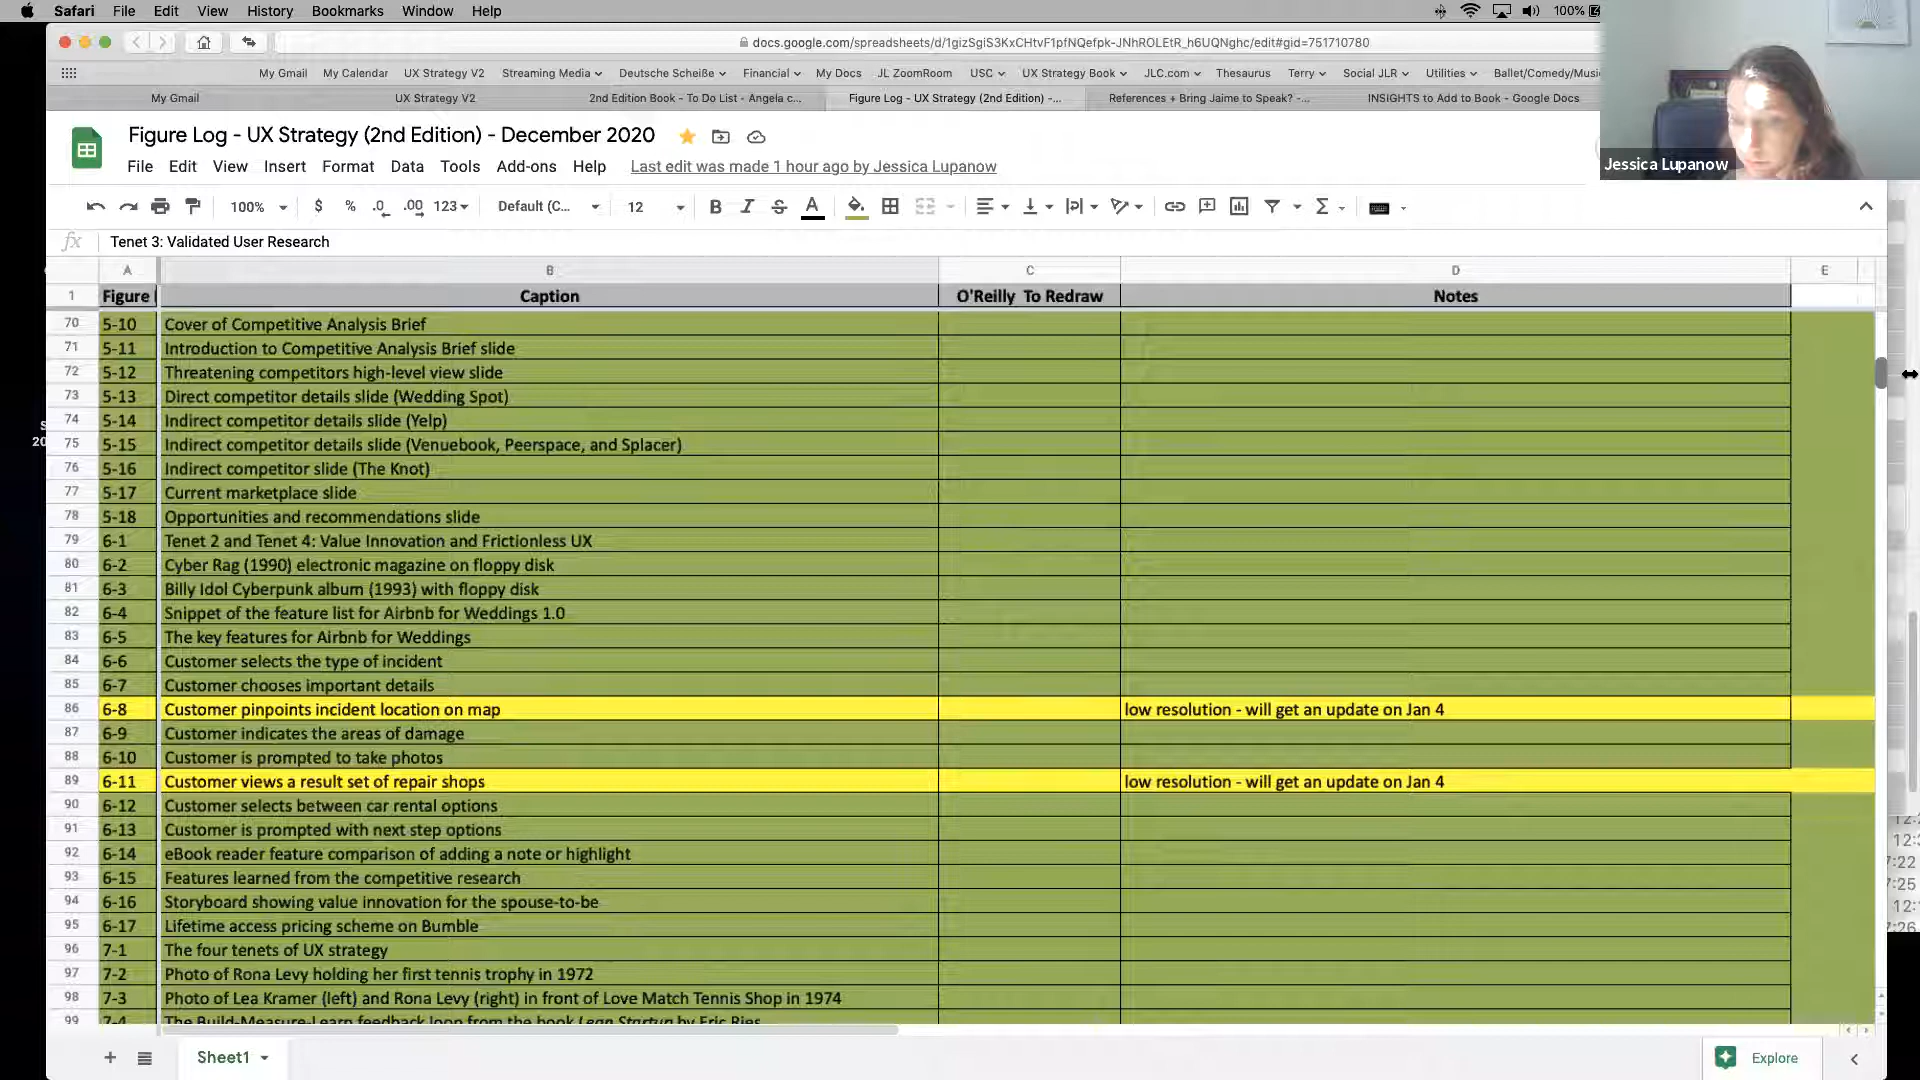 Safari File Edit View History Bookmarks Window Help 100%
docs.google.com/spreadsheets/d/1gizSgiS3KxCHtvF1pfNQefpk-JNhROLEtR_h6UQNghc/edit#gid=751710780
My Gmail My Calendar UX Strategy V2 Streaming Media Deutsche Scheiße Financial My Docs JL ZoomRoom USC UX Strategy Book JLC.com Thesaurus Terry Social JLR Utilities Ballet/Comedy/Musi
My Gmail UX Strategy V2 2nd Edition Book - To Do List - Angela c... Figure Log - UX Strategy (2nd Edition) -... References + Bring Jaime to Speak? -... INSIGHTS to Add to Book - Google Docs
Figure Log - UX Strategy (2nd Edition) - December 2020
File Edit View Insert Format Data Tools Add-ons Help Last edit was made 1 hour ago by Jessica Lupanow
Jessica Lupanow
100% $ % .0 .00 123 Default (C... 12 B I S A
fx Tenet 3: Validated User Research
A B C D E
1 Figure Caption O'Reilly To Redraw Notes
70 5-10 Cover of Competitive Analysis Brief
71 5-11 Introduction to Competitive Analysis Brief slide
72 5-12 Threatening competitors high-level view slide
73 5-13 Direct competitor details slide (Wedding Spot)
74 5-14 Indirect competitor details slide (Yelp)
75 5-15 Indirect competitor details slide (Venuebook, Peerspace, and Splacer)
76 5-16 Indirect competitor slide (The Knot)
77 5-17 Current marketplace slide
78 5-18 Opportunities and recommendations slide
79 6-1 Tenet 2 and Tenet 4: Value Innovation and Frictionless UX
80 6-2 Cyber Rag (1990) electronic magazine on floppy disk
81 6-3 Billy Idol Cyberpunk album (1993) with floppy disk
82 6-4 Snippet of the feature list for Airbnb for Weddings 1.0
83 6-5 The key features for Airbnb for Weddings
84 6-6 Customer selects the type of incident
85 6-7 Customer chooses important details
86 6-8 Customer pinpoints incident location on map low resolution - will get an update on Jan 4
87 6-9 Customer indicates the areas of damage
88 6-10 Customer is prompted to take photos
89 6-11 Customer views a result set of repair shops low resolution - will get an update on Jan 4
90 6-12 Customer selects between car rental options
91 6-13 Customer is prompted with next step options
92 6-14 eBook reader feature comparison of adding a note or highlight
93 6-15 Features learned from the competitive research
94 6-16 Storyboard showing value innovation for the spouse-to-be
95 6-17 Lifetime access pricing scheme on Bumble
96 7-1 The four tenets of UX strategy
97 7-2 Photo of Rona Levy holding her first tennis trophy in 1972
98 7-3 Photo of Lea Kramer (left) and Rona Levy (right) in front of Love Match Tennis Shop in 1974
99 7-4 The Build-Measure-Learn feedback loop from the book Lean Startup by Eric Ries
Sheet1 Explore